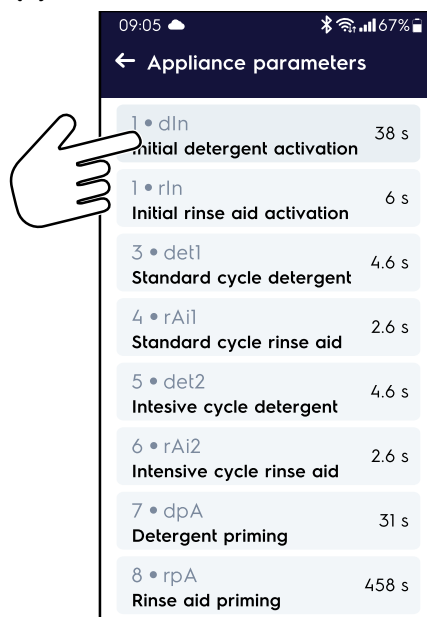 09:05 67%
← Appliance parameters
1 • dIn
Initial detergent activation 38 s
1 • rIn
Initial rinse aid activation 6 s
3 • det1
Standard cycle detergent 4.6 s
4 • rAi1
Standard cycle rinse aid 2.6 s
5 • det2
Intesive cycle detergent 4.6 s
6 • rAi2
Intensive cycle rinse aid 2.6 s
7 • dpA
Detergent priming 31 s
8 • rpA
Rinse aid priming 458 s